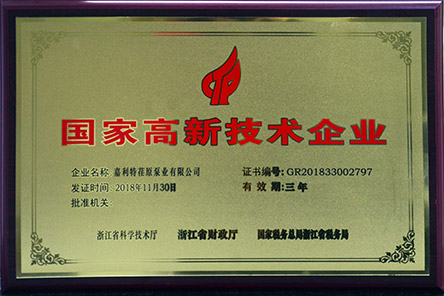 国家高新技术企业
企业名称:嘉利特荏原泵业有限公司 证书编号:GR201833002797
发证时间:2018年11月30日 有效期:三年
批准机关:
浙江省科学技术厅 浙江省财政厅 国家税务总局浙江省税务局